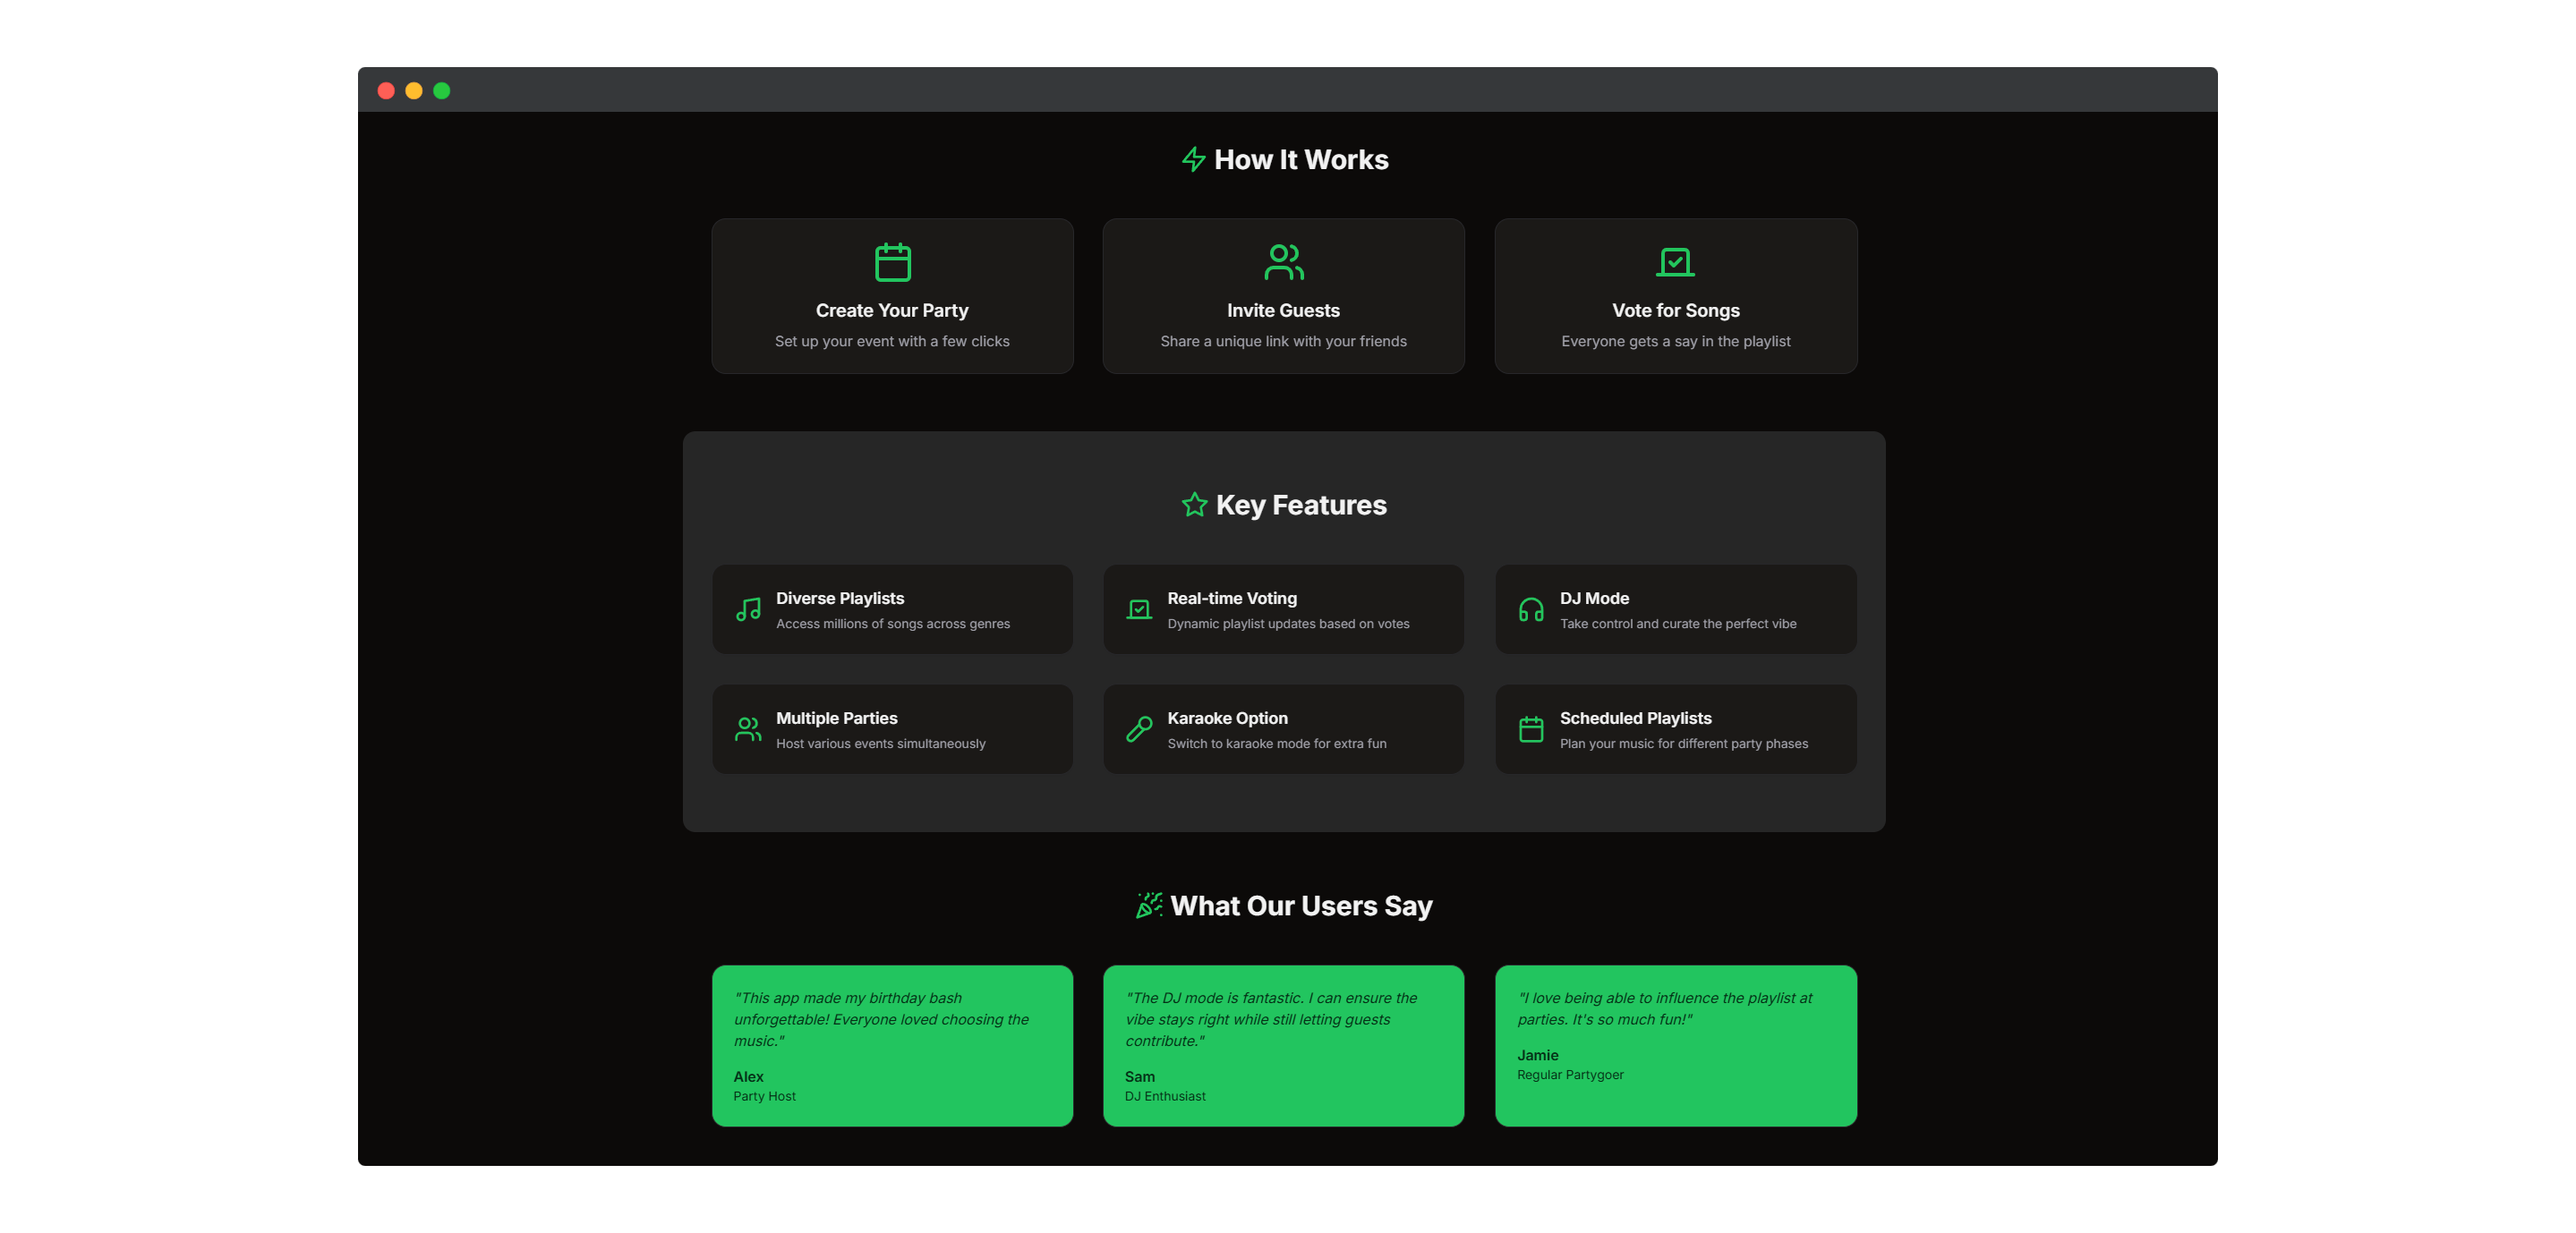 How It Works
Create Your Party
Set up your event with a few clicks
Invite Guests
Share a unique link with your friends
Vote for Songs
Everyone gets a say in the playlist
Key Features
Diverse Playlists
Access millions of songs across genres
Real-time Voting
Dynamic playlist updates based on votes
DJ Mode
Take control and curate the perfect vibe
Multiple Parties
Host various events simultaneously
Karaoke Option
Switch to karaoke mode for extra fun
Scheduled Playlists
Plan your music for different party phases
What Our Users Say
"This app made my birthday bash
unforgettable! Everyone loved choosing the
music."
Alex
Party Host
"The DJ mode is fantastic. I can ensure the
vibe stays right while still letting guests
contribute."
Sam
DJ Enthusiast
"I love being able to influence the playlist at
parties. It's so much fun!"
Jamie
Regular Partygoer